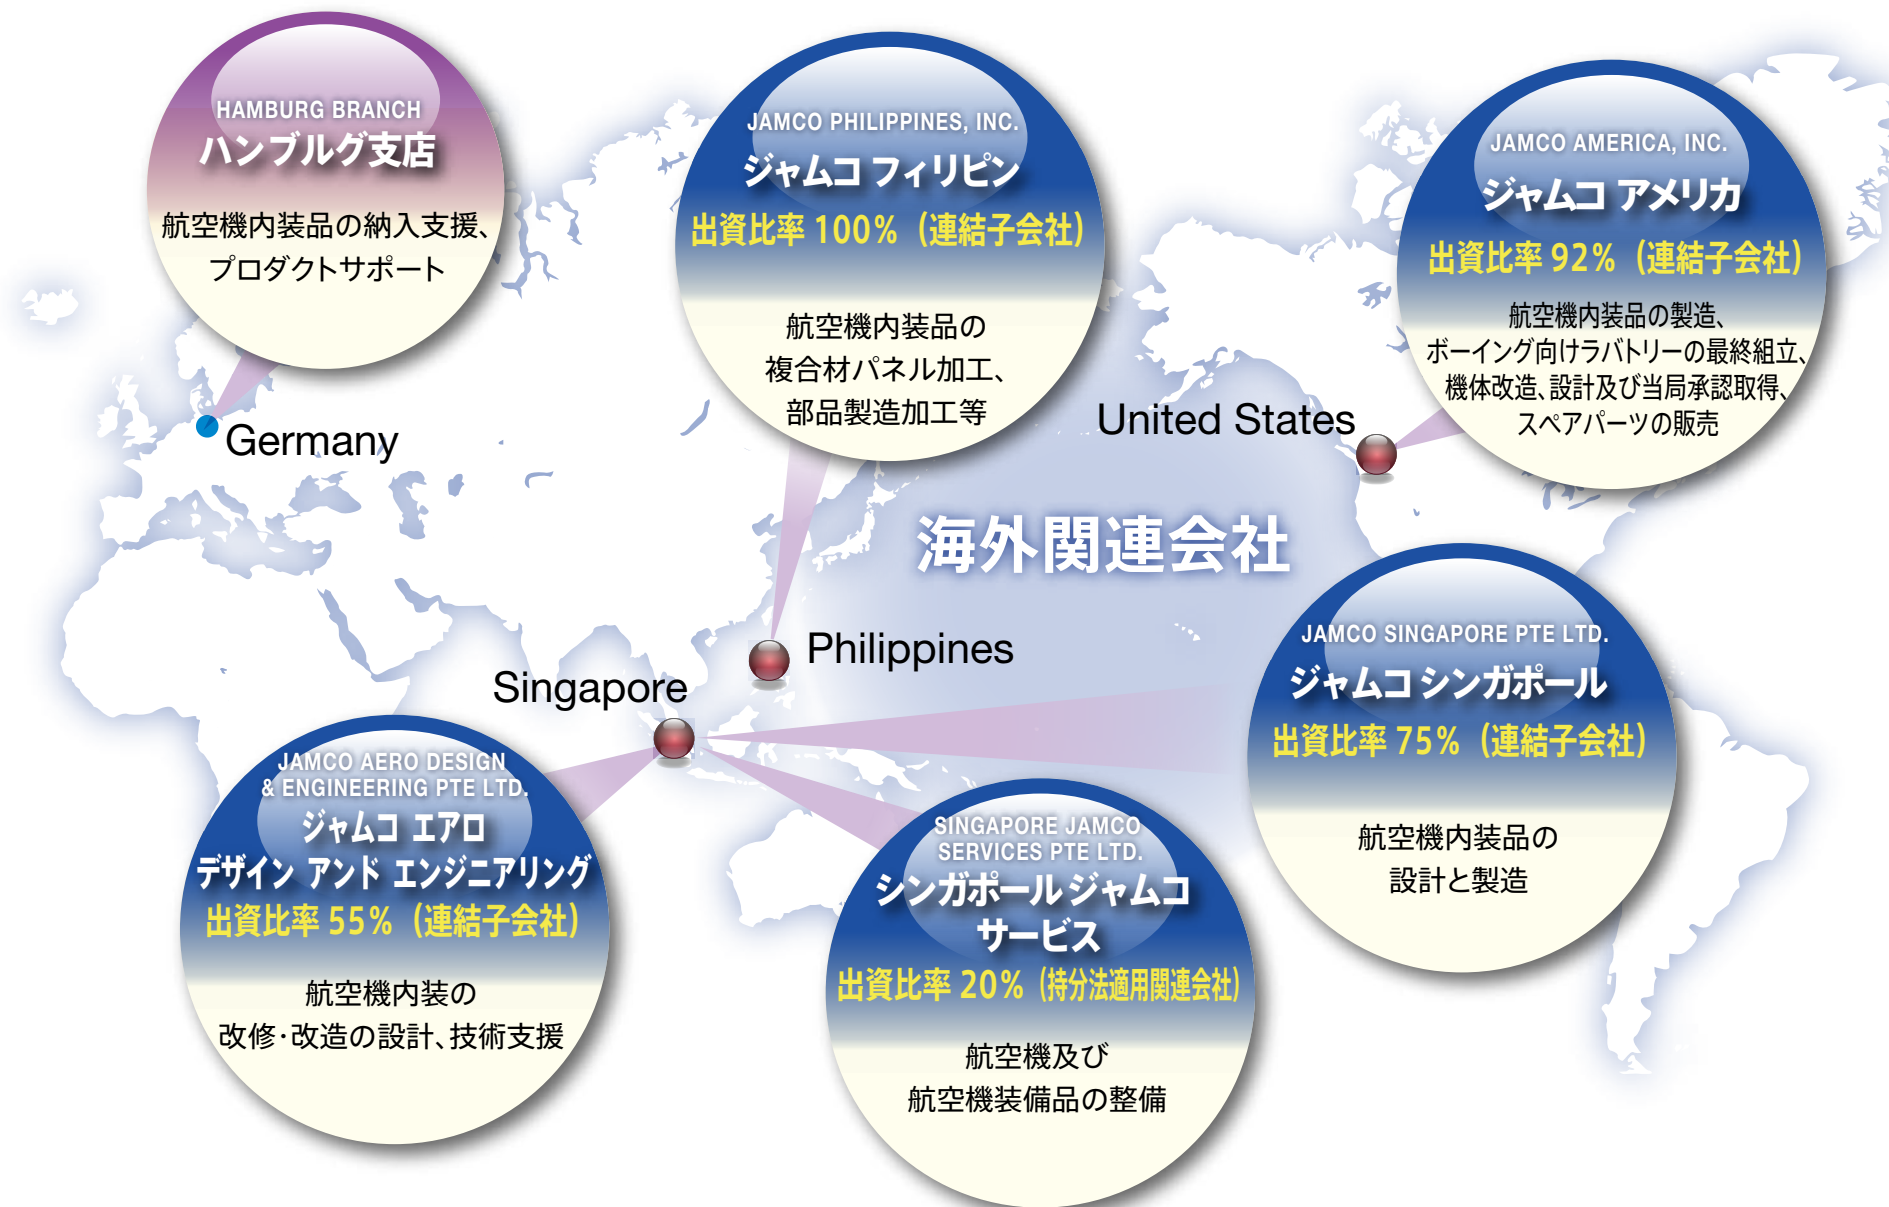 HAMBURG BRANCH
ハンブルグ支店
航空機内装品の納入支援、
プロダクトサポート
Germany
JAMCO PHILIPPINES, INC.
ジャムコ フィリピン
出資比率 100%（連結子会社）
航空機内装品の
複合材パネル加工、
部品製造加工等
JAMCO AMERICA, INC.
ジャムコ アメリカ
出資比率 92%（連結子会社）
航空機内装品の製造、
ボーイング向けラバトリーの最終組立、
機体改造、設計及び当局承認取得、
スペアパーツの販売
United States
海外関連会社
Philippines
Singapore
JAMCO SINGAPORE PTE LTD.
ジャムコ シンガポール
出資比率 75%（連結子会社）
航空機内装品の
設計と製造
JAMCO AERO DESIGN
& ENGINEERING PTE LTD.
ジャムコ エアロ
デザイン アンド エンジニアリング
出資比率 55%（連結子会社）
航空機内装の
改修・改造の設計、技術支援
SINGAPORE JAMCO
SERVICES PTE LTD.
シンガポール ジャムコ
サービス
出資比率 20%（持分法適用関連会社）
航空機及び
航空機装備品の整備